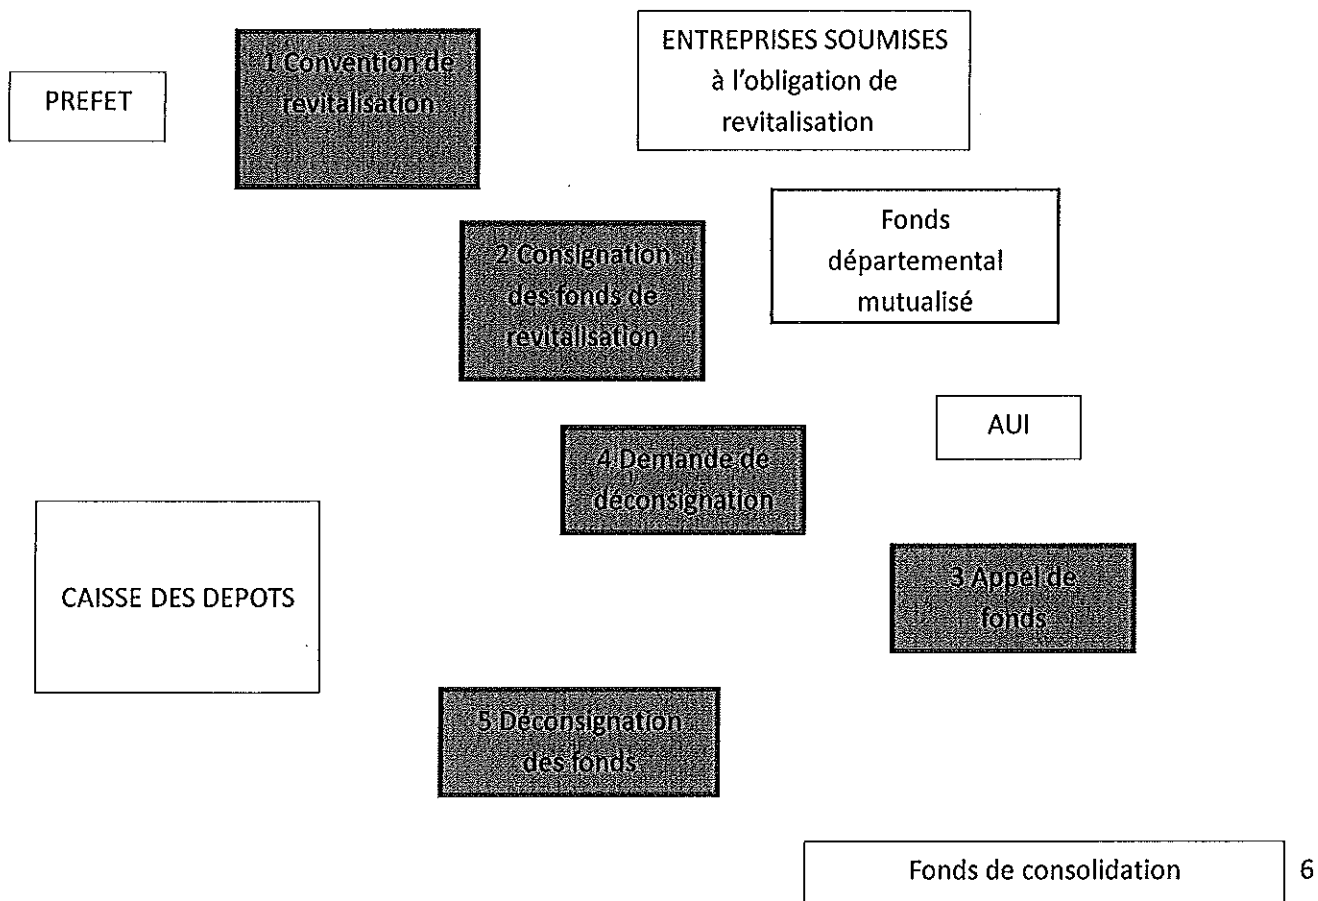 PREFET
1 Convention de
revitalisation
ENTREPRISES SOUMISES
à l'obligation de
revitalisation
2 Consignation
des fonds de
revitalisation
Fonds
départemental
mutualisé
AUI
4 Demande de
déconsignation
CAISSE DES DEPOTS
3 Appel de
fonds
5 Déconsignation
des fonds
Fonds de consolidation
6